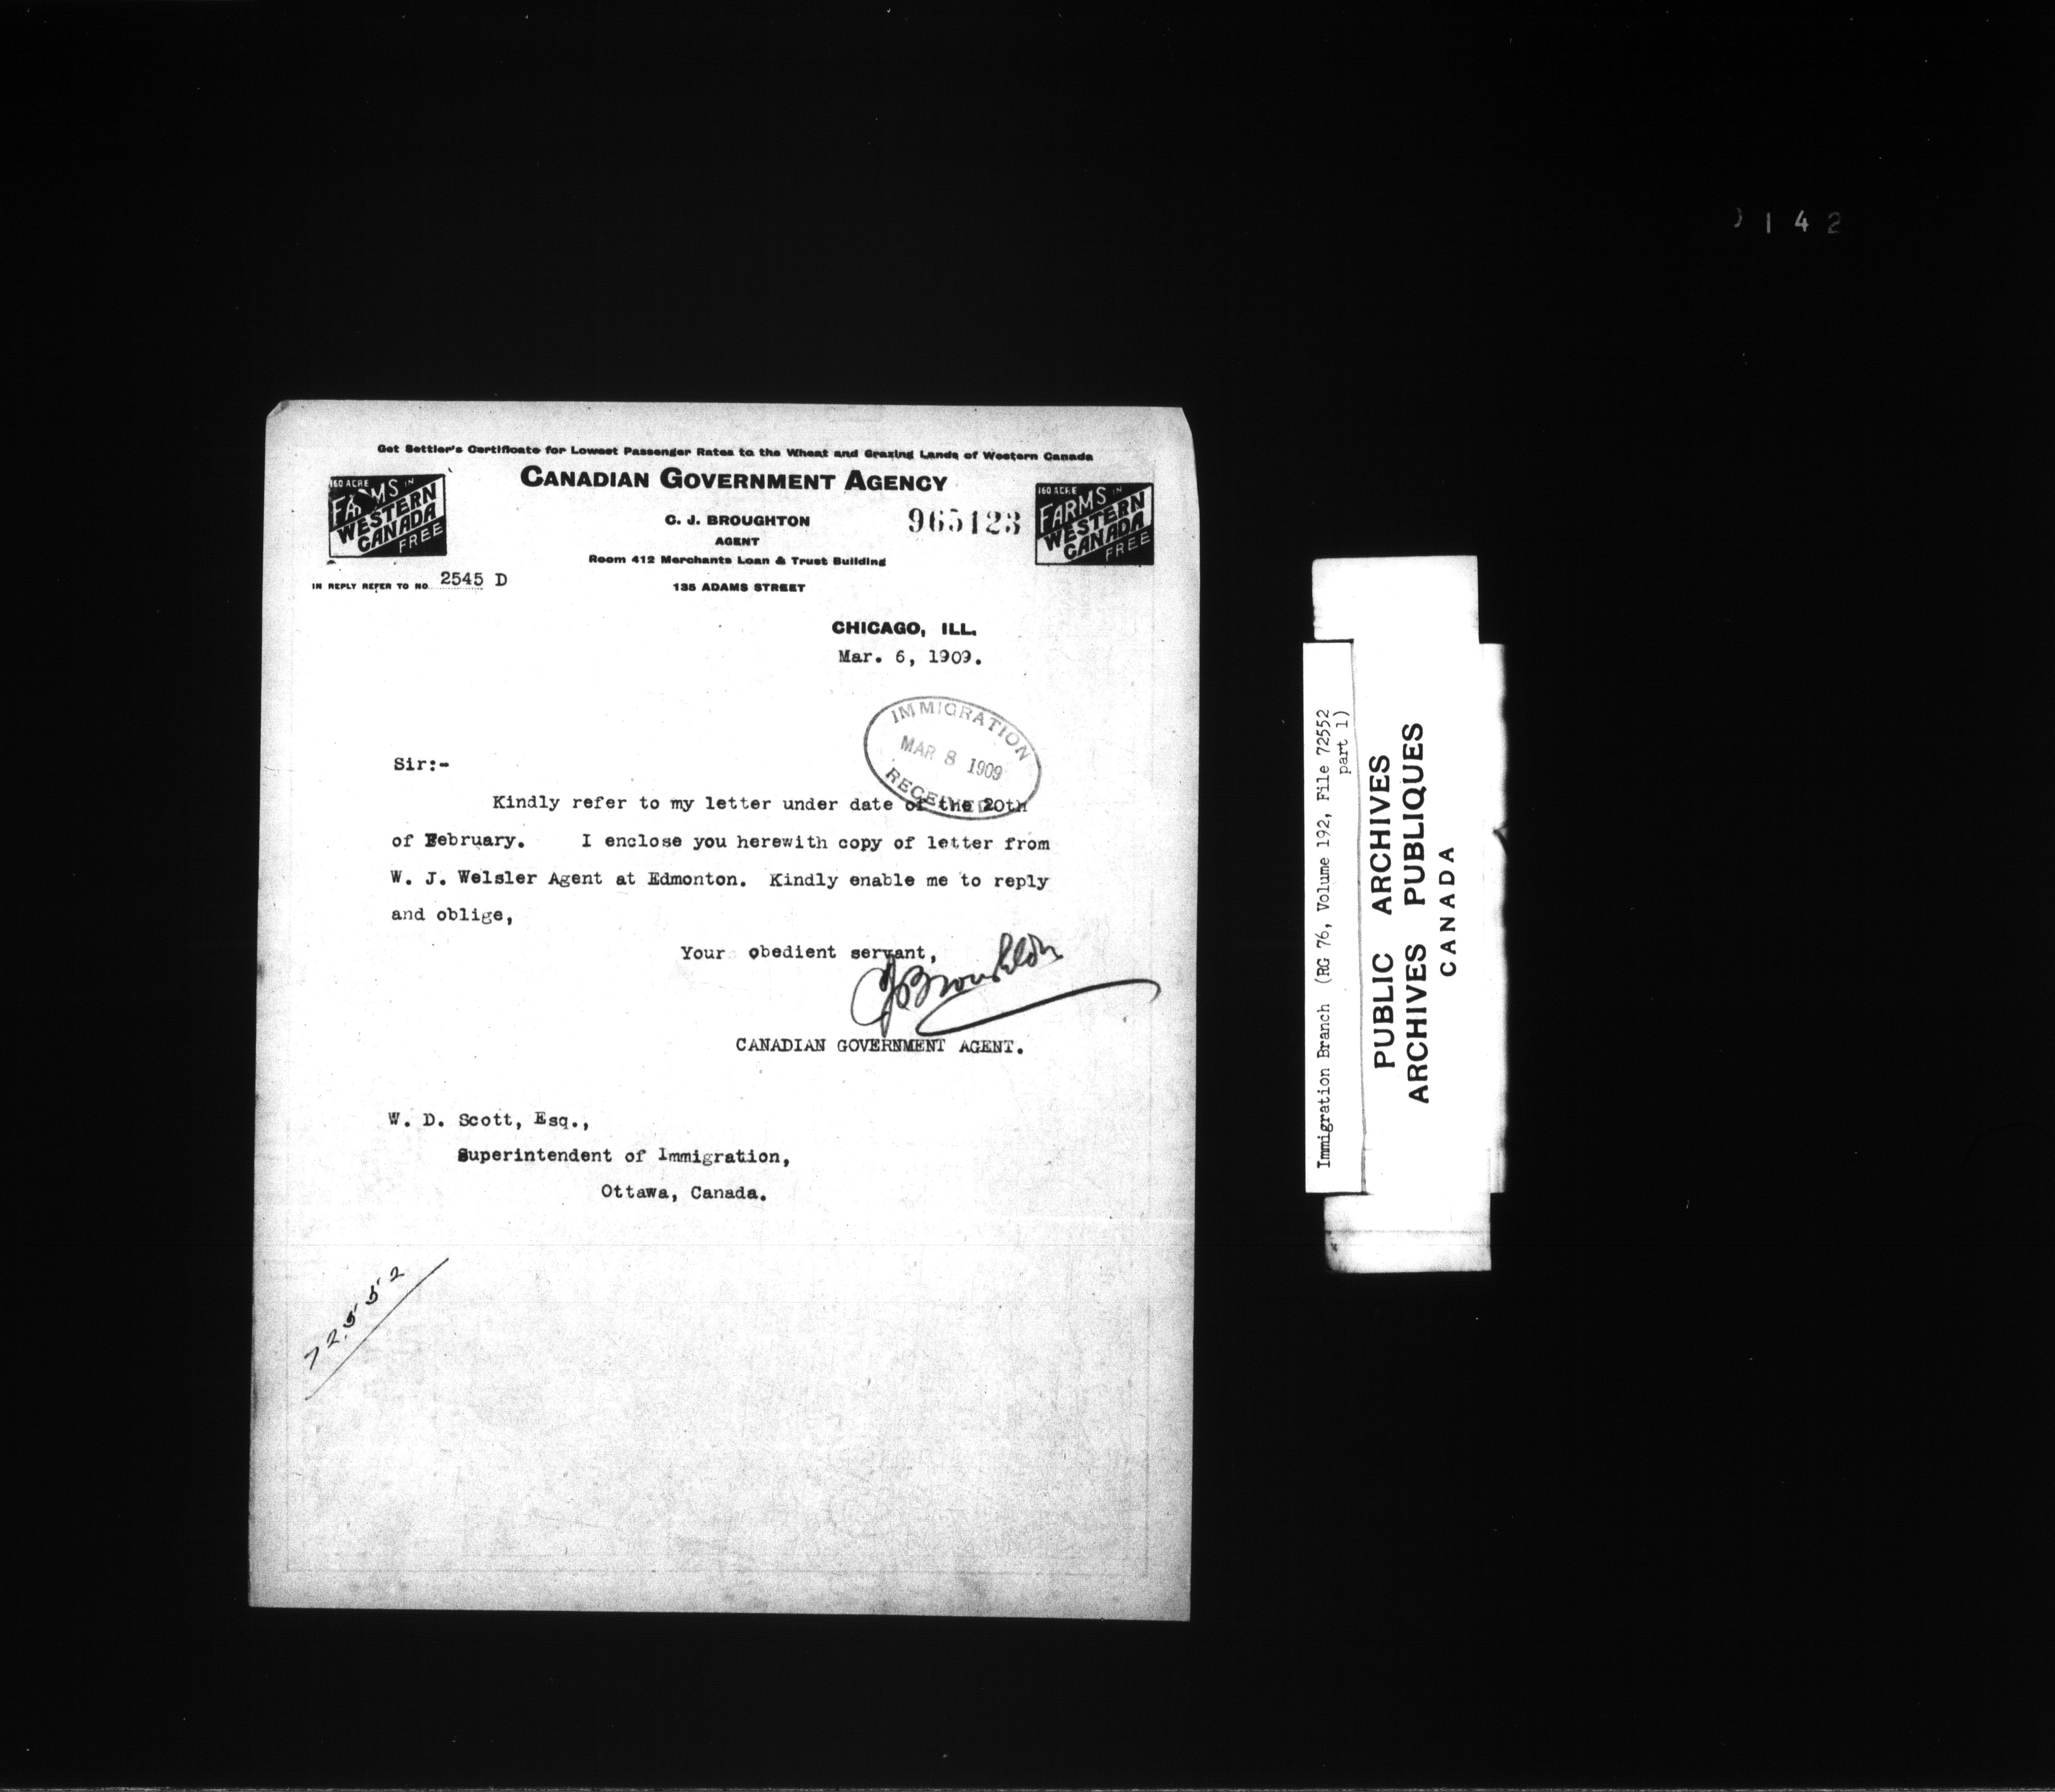 142
Get Settler's Certificate for Lowest Passenger Rates to the Wheat and Grazing Lands of Western Canada
CANADIAN GOVERNMENT AGENCY
160 ACRE
FARMS IN
WESTERN
CANADA
FREE
C. J. BROUGHTON
965123
160 ACRE
FARMS IN
WESTERN
CANADA
FREE
AGENT
Room 412 Merchants Loan & Trust Building
IN REPLY REFER TO NO. 2545 D
135 ADAMS STREET
CHICAGO, ILL.
Mar. 6, 1909.
IMMIGRATION
MAR 8 1909
RECEIVED
Sir:-
Kindly refer to my letter under date of the 20th
of February. I enclose you herewith copy of letter from
W. J. Welsler Agent at Edmonton. Kindly enable me to reply
and oblige,
Your obedient servant,
CJBroughton
CANADIAN GOVERNMENT AGENT.
W. D. Scott, Esq.,
Superintendent of Immigration,
Ottawa, Canada.
72552
Immigration Branch (RG 76, Volume 192, File 72552
part 1)
PUBLIC ARCHIVES
ARCHIVES PUBLIQUES
CANADA